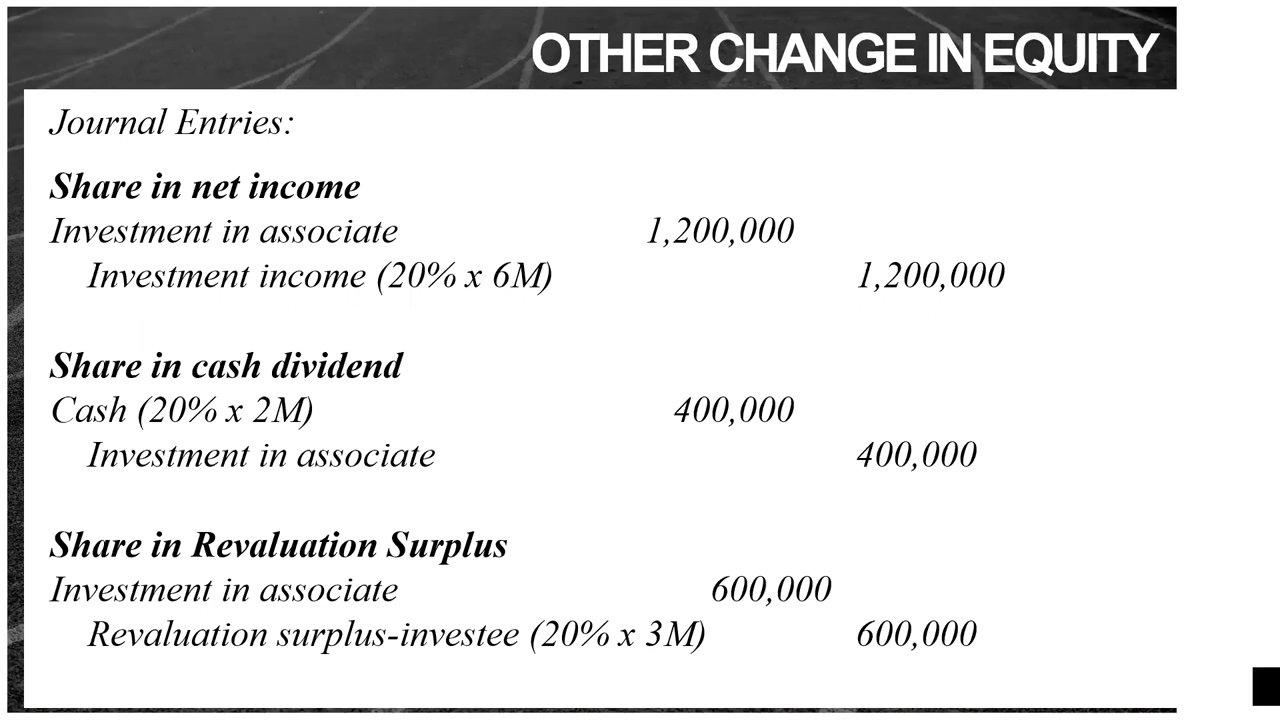 OTHER CHANGE IN EQUITY
Journal Entries:
Share in net income
Investment in associate 1,200,000
Investment income (20% x 6M) 1,200,000
Share in cash dividend
Cash (20% x 2M) 400,000
Investment in associate 400,000
Share in Revaluation Surplus
Investment in associate 600,000
Revaluation surplus-investee (20% x 3M) 600,000